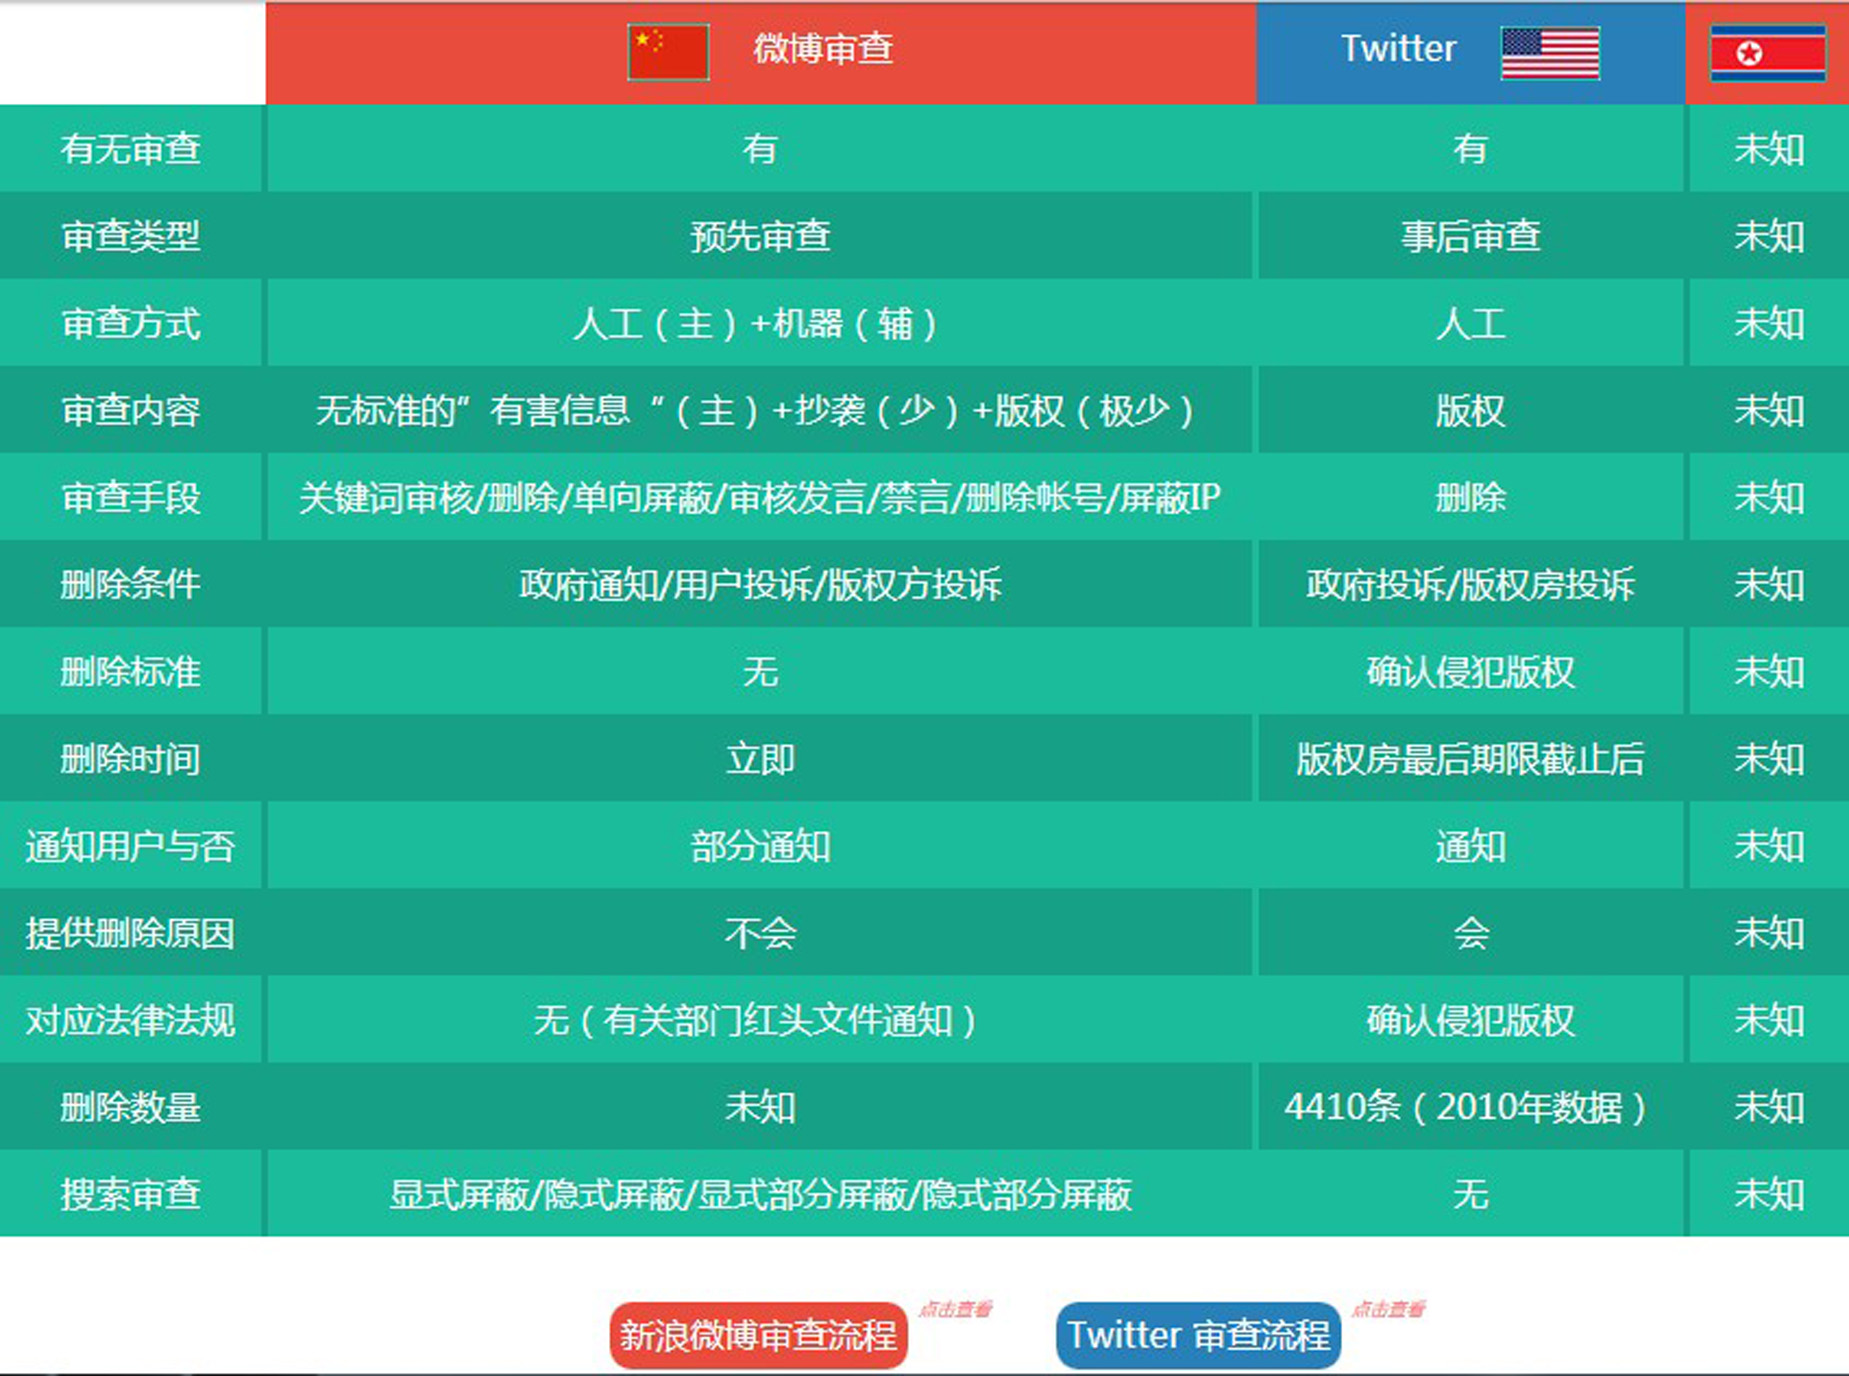 微博审查 Twitter
有无审查 有 有 未知
审查类型 预先审查 事后审查 未知
审查方式 人工（主）+机器（辅） 人工 未知
审查内容 无标准的”有害信息“（主）+抄袭（少）+版权（极少） 版权 未知
审查手段 关键词审核/删除/单向屏蔽/审核发言/禁言/删除帐号/屏蔽IP 删除 未知
删除条件 政府通知/用户投诉/版权方投诉 政府投诉/版权房投诉 未知
删除标准 无 确认侵犯版权 未知
删除时间 立即 版权房最后期限截止后 未知
通知用户与否 部分通知 通知 未知
提供删除原因 不会 会 未知
对应法律法规 无（有关部门红头文件通知） 确认侵犯版权 未知
删除数量 未知 4410条（2010年数据） 未知
搜索审查 显式屏蔽/隐式屏蔽/显式部分屏蔽/隐式部分屏蔽 无 未知
新浪微博审查流程 点击查看 Twitter 审查流程 点击查看